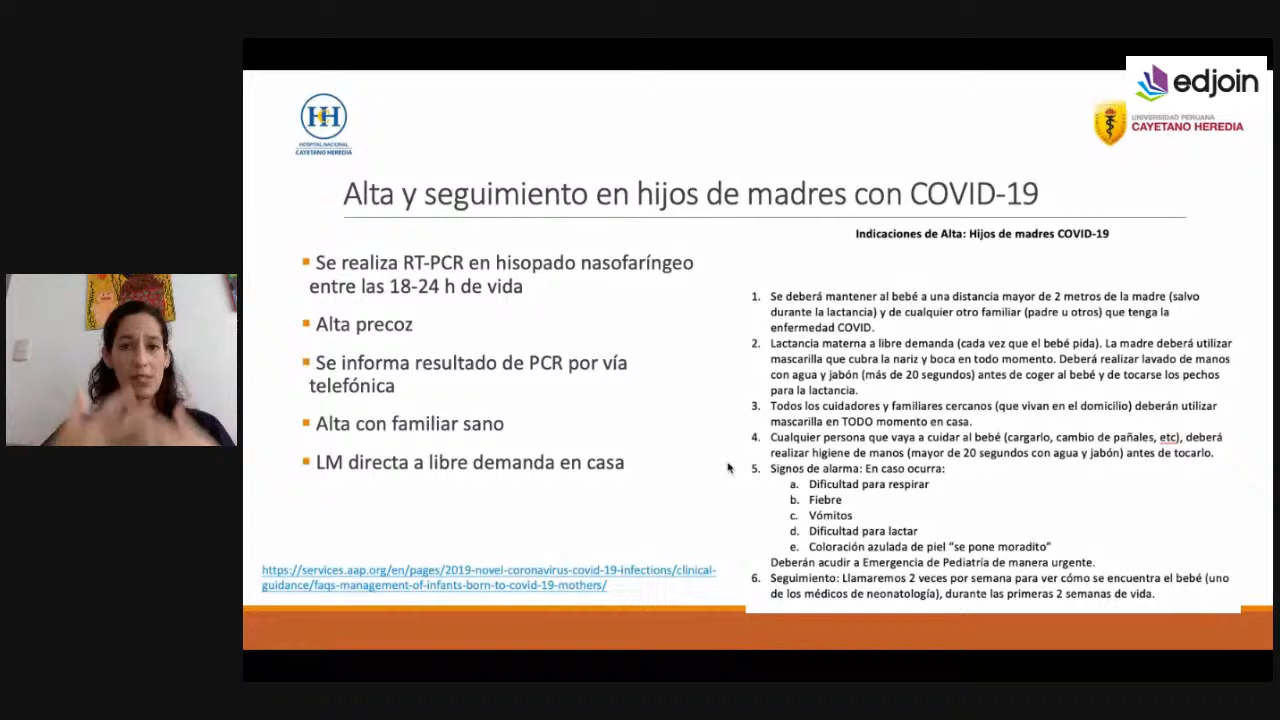 edjoin
HH
HOSPITAL NACIONAL
CAYETANO HEREDIA
UNIVERSIDAD PERUANA
CAYETANO HEREDIA
Alta y seguimiento en hijos de madres con COVID-19
Se realiza RT-PCR en hisopado nasofaríngeo
entre las 18-24 h de vida
Alta precoz
Se informa resultado de PCR por vía
telefónica
Alta con familiar sano
LM directa a libre demanda en casa
https://services.aap.org/en/pages/2019-novel-coronavirus-covid-19-infections/clinical-
guidance/faqs-management-of-infants-born-to-covid-19-mothers/
Indicaciones de Alta: Hijos de madres COVID-19
1. Se deberá mantener al bebé a una distancia mayor de 2 metros de la madre (salvo
durante la lactancia) y de cualquier otro familiar (padre u otros) que tenga la
enfermedad COVID.
2. Lactancia materna a libre demanda (cada vez que el bebé pida). La madre deberá utilizar
mascarilla que cubra la nariz y boca en todo momento. Deberá realizar lavado de manos
con agua y jabón (más de 20 segundos) antes de coger al bebé y de tocarse los pechos
para la lactancia.
3. Todos los cuidadores y familiares cercanos (que vivan en el domicilio) deberán utilizar
mascarilla en TODO momento en casa.
4. Cualquier persona que vaya a cuidar al bebé (cargarlo, cambio de pañales, etc), deberá
realizar higiene de manos (mayor de 20 segundos con agua y jabón) antes de tocarlo.
5. Signos de alarma: En caso ocurra:
a. Dificultad para respirar
b. Fiebre
c. Vómitos
d. Dificultad para lactar
e. Coloración azulada de piel "se pone moradito"
Deberán acudir a Emergencia de Pediatría de manera urgente.
6. Seguimiento: Llamaremos 2 veces por semana para ver cómo se encuentra el bebé (uno
de los médicos de neonatología), durante las primeras 2 semanas de vida.